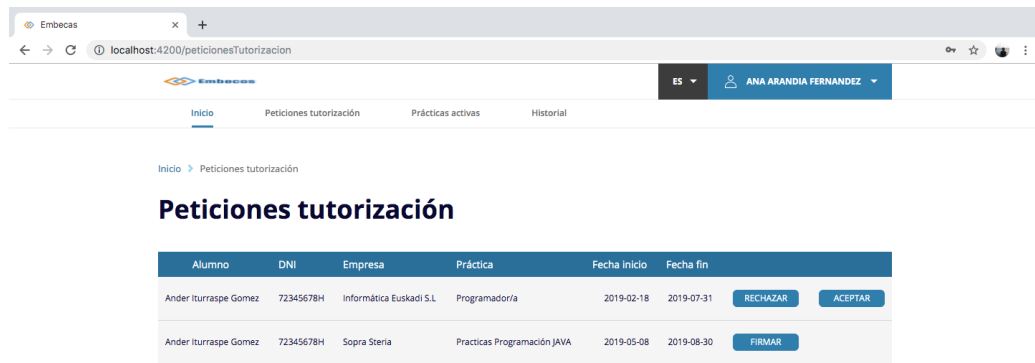 Embecas
localhost:4200/peticionesTutorizacion
Embecas ES ANA ARANDIA FERNANDEZ
Inicio Peticiones tutorización Prácticas activas Historial
Inicio > Peticiones tutorización
Peticiones tutorización
Alumno DNI Empresa Práctica Fecha inicio Fecha fin
Ander Iturraspe Gomez 72345678H Informática Euskadi S.L Programador/a 2019-02-18 2019-07-31 RECHAZAR ACEPTAR
Ander Iturraspe Gomez 72345678H Sopra Steria Practicas Programación JAVA 2019-05-08 2019-08-30 FIRMAR